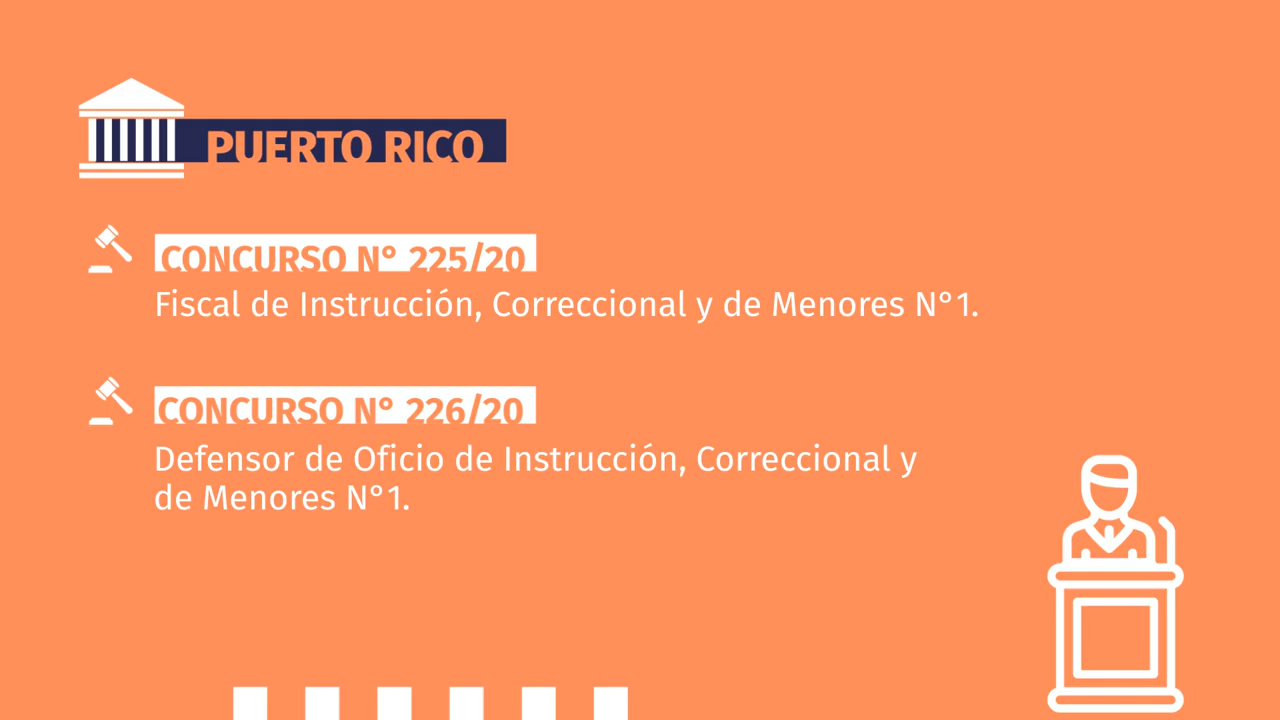 PUERTO RICO
CONCURSO N° 225/20
Fiscal de Instrucción, Correccional y de Menores N°1.
CONCURSO N° 226/20
Defensor de Oficio de Instrucción, Correccional y
de Menores N°1.